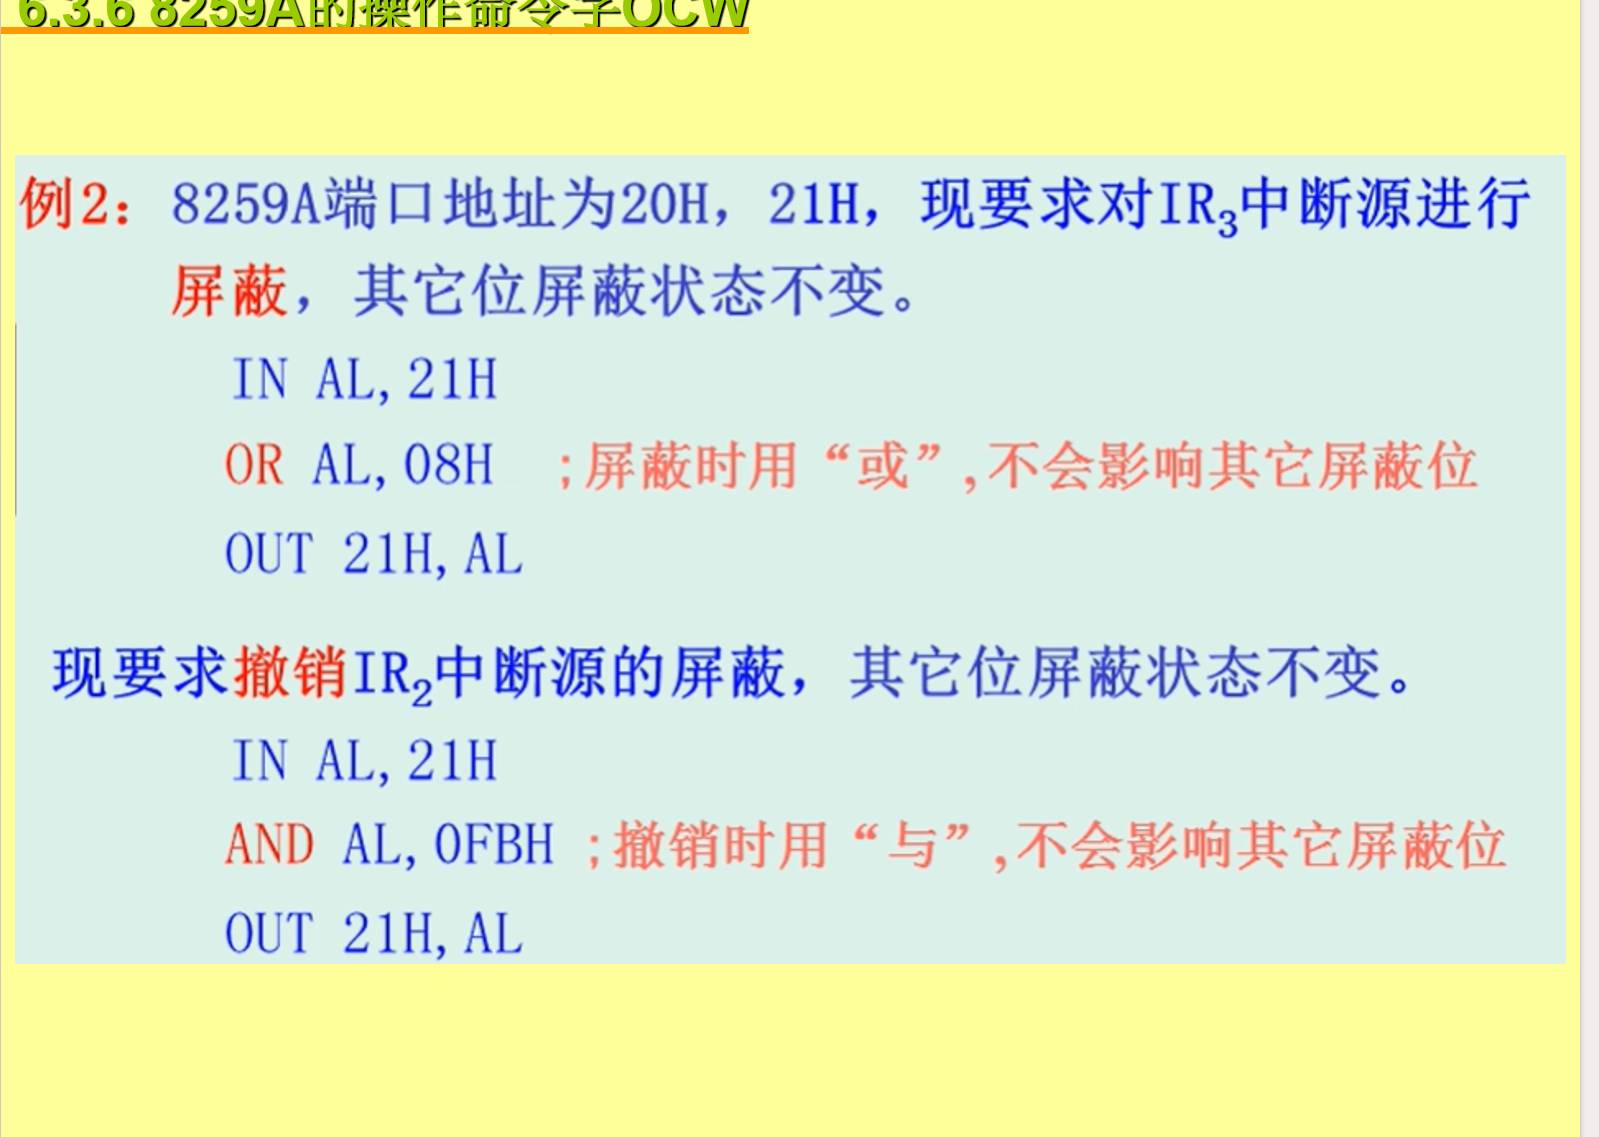 6.3.6 8259A的操作命令字OCW
例2：8259A端口地址为20H，21H，现要求对IR3中断源进行
屏蔽，其它位屏蔽状态不变。
IN AL,21H
OR AL,08H ;屏蔽时用“或”,不会影响其它屏蔽位
OUT 21H,AL
现要求撤销IR2中断源的屏蔽，其它位屏蔽状态不变。
IN AL,21H
AND AL,0FBH ;撤销时用“与”,不会影响其它屏蔽位
OUT 21H,AL